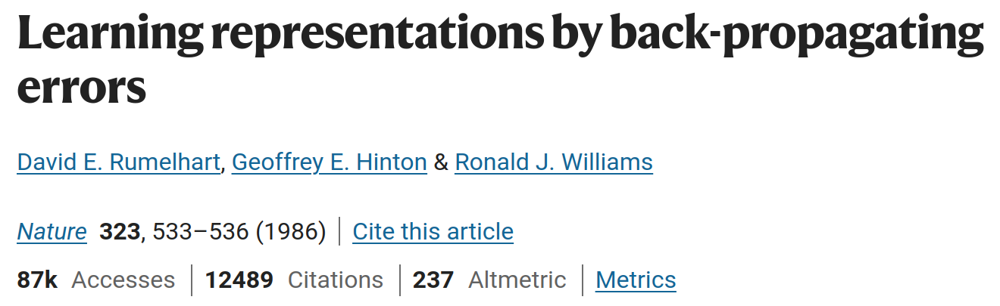 Learning representations by back-propagating
errors
David E. Rumelhart, Geoffrey E. Hinton & Ronald J. Williams
Nature 323, 533–536 (1986) | Cite this article
87k Accesses | 12489 Citations | 237 Altmetric | Metrics